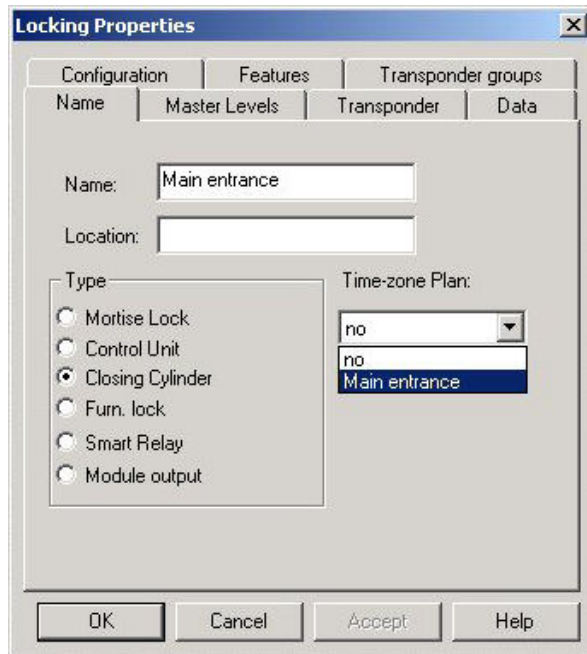 Locking Properties
Configuration Features Transponder groups
Name Master Levels Transponder Data
Name: Main entrance
Location:
Type
Mortise Lock
Control Unit
Closing Cylinder
Furn. lock
Smart Relay
Module output
Time-zone Plan:
no
no
Main entrance
OK Cancel Accept Help